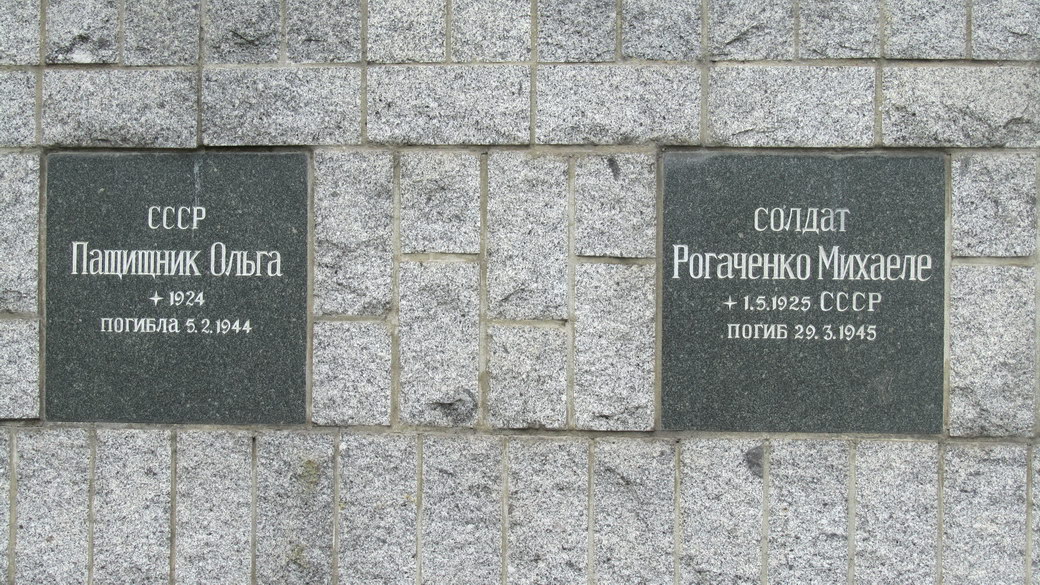 СССР
Пащищник Ольга
+ 1924
ПОГИБЛА 5.2.1944
СОЛДАТ
Рогаченко Михаеле
+ 1.5.1925 СССР
ПОГИБ 29.3.1945